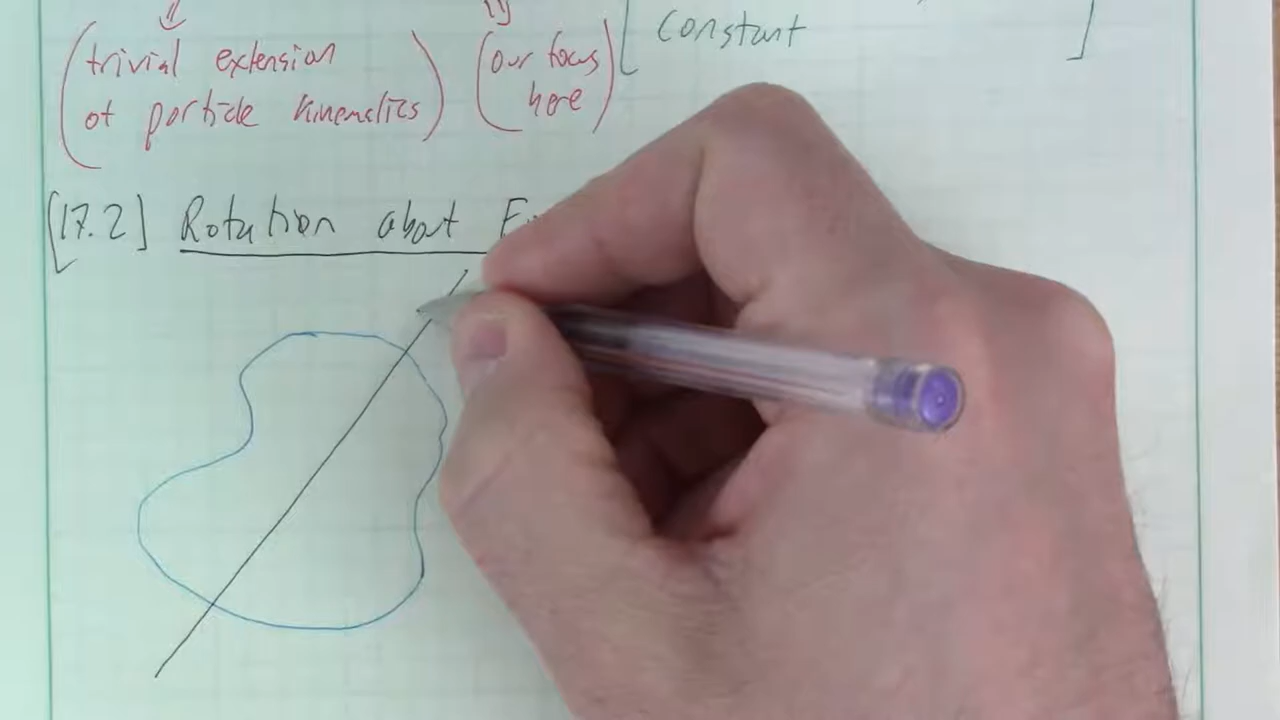 (trivial extension
of particle kinematics)
(our focus
here)
constant ]
[17.2] Rotation about